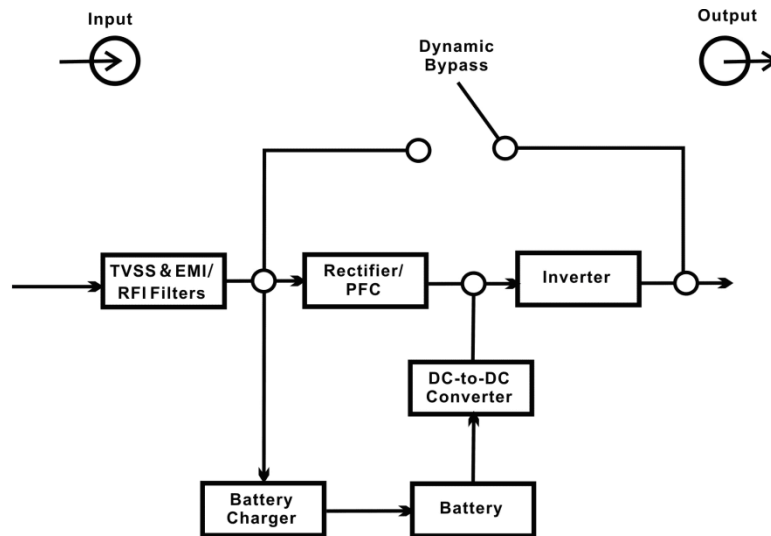 Input
Output
Dynamic
Bypass
TVSS & EMI/
RFI Filters
Rectifier/
PFC
Inverter
DC-to-DC
Converter
Battery
Charger
Battery